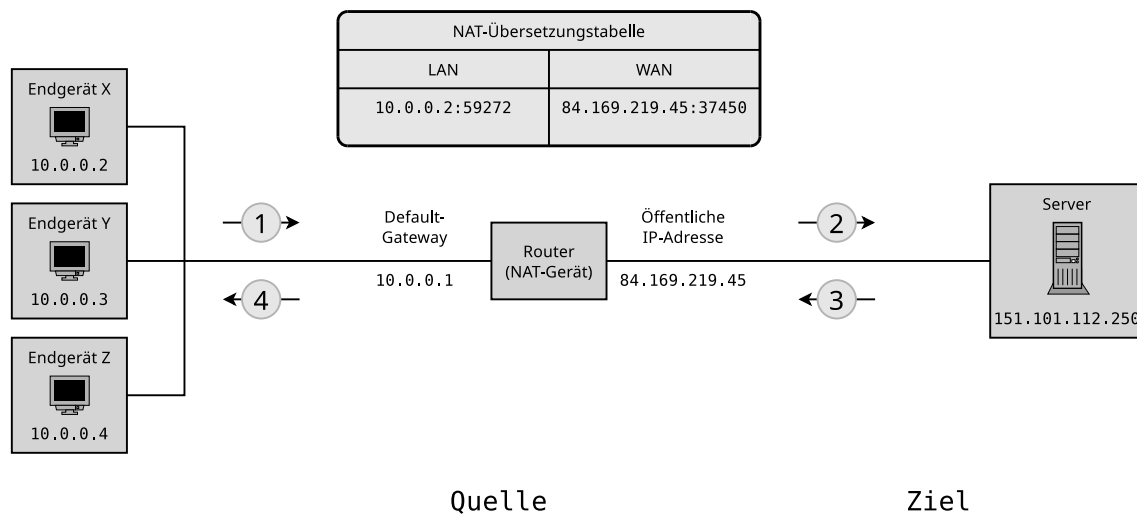 NAT-Übersetzungstabelle
LAN WAN
10.0.0.2:59272 84.169.219.45:37450
Endgerät X
10.0.0.2
Endgerät Y
10.0.0.3
Endgerät Z
10.0.0.4
1
4
Default-
Gateway
10.0.0.1
Router
(NAT-Gerät)
Öffentliche
IP-Adresse
84.169.219.45
2
3
Server
151.101.112.250
Quelle Ziel